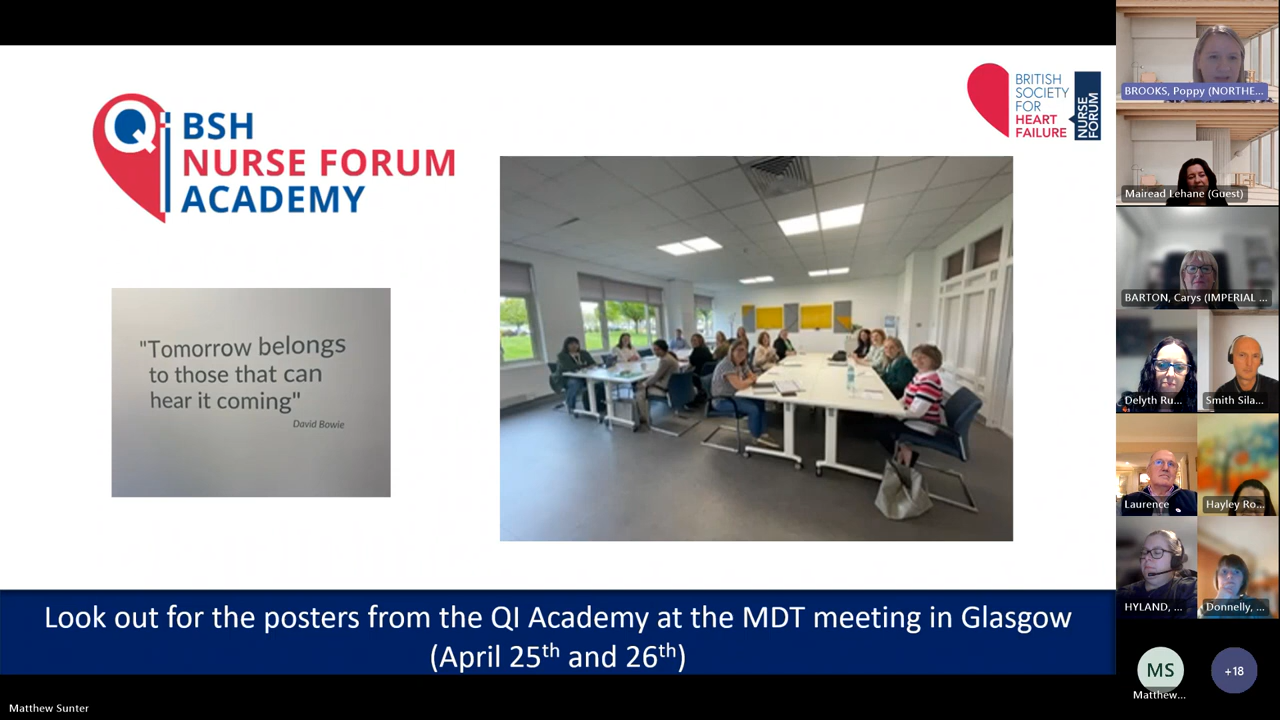 Qi BSH
NURSE FORUM
ACADEMY
BRITISH
SOCIETY
FOR
HEART
FAILURE
NURSE
FORUM
"Tomorrow belongs
to those that can
hear it coming"
David Bowie
Look out for the posters from the QI Academy at the MDT meeting in Glasgow
(April 25th and 26th)
Matthew Sunter
BROOKS, Poppy (NORTHE...
Mairead Lehane (Guest)
BARTON, Carys (IMPERIAL ...
Delyth Ru...
Smith Sila...
Laurence
Hayley Ro...
HYLAND, ...
Donnelly, ...
MS
Matthew...
+18